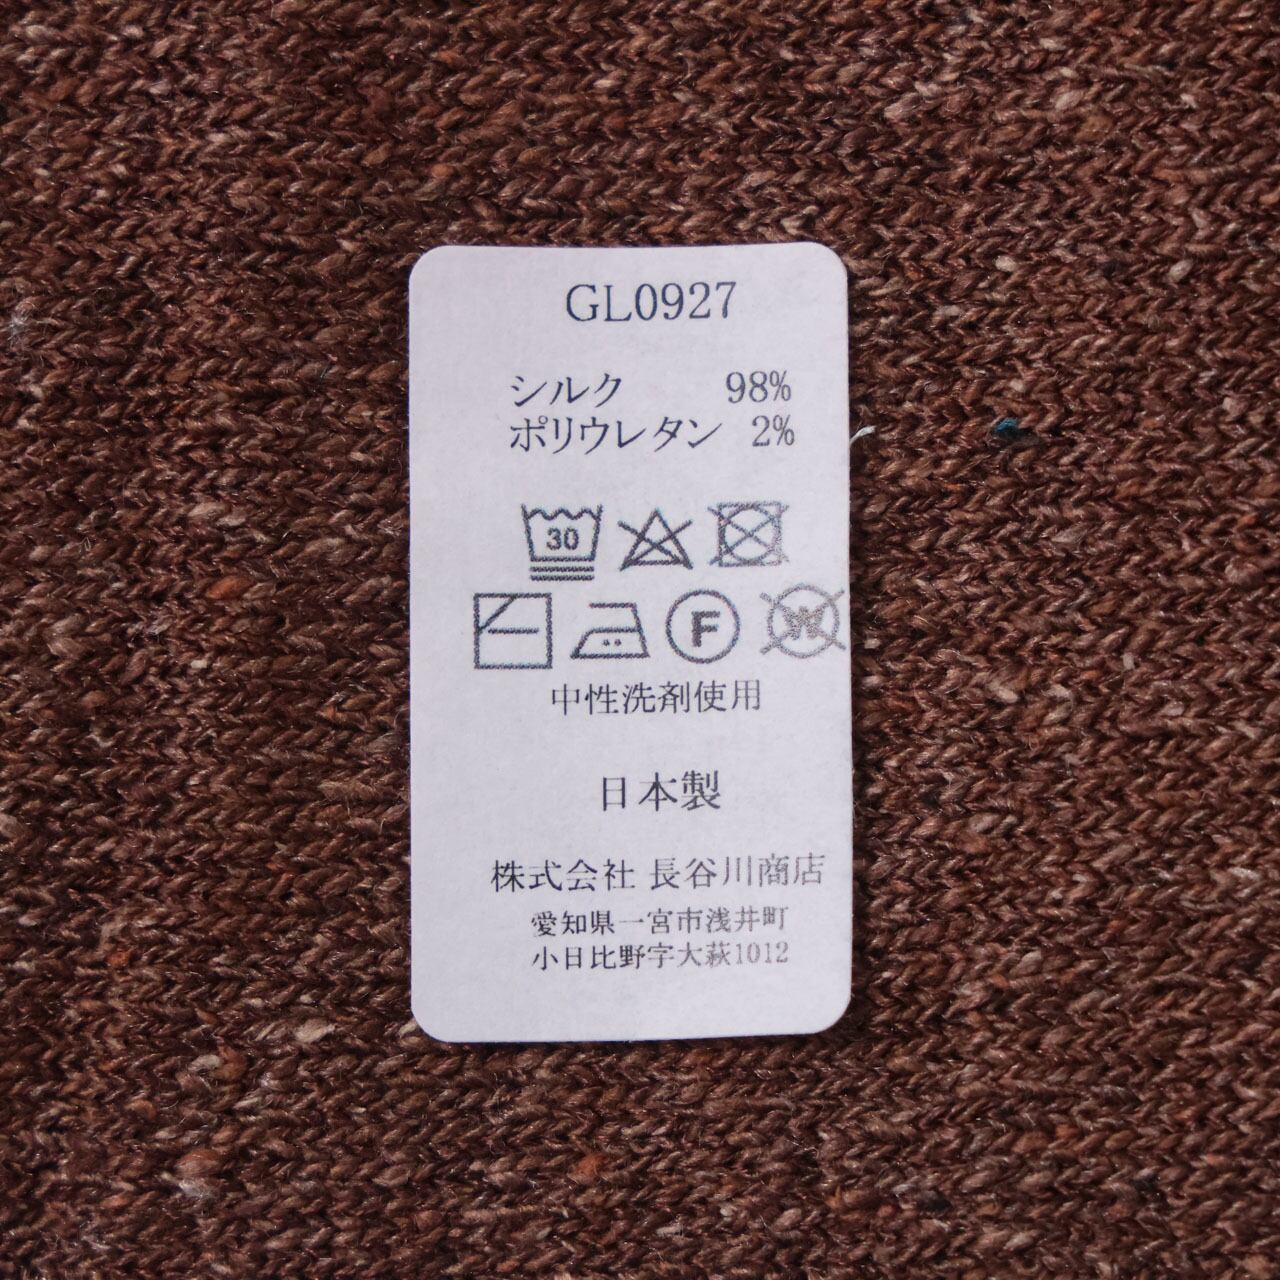 GL0927
シルク 98%
ポリウレタン 2%
30
F W
中性洗剤使用
日本製
株式会社 長谷川商店
愛知県一宮市浅井町
小日比野字大萩1012